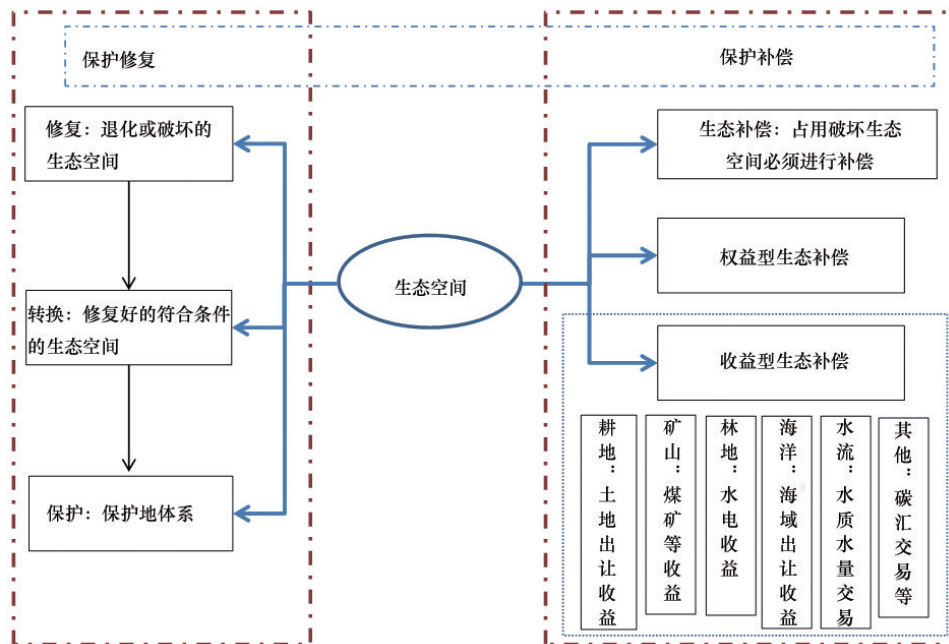 保护修复
保护补偿
修复：退化或破坏的
生态空间
转换：修复好的符合条件
的生态空间
保护：保护地体系
生态空间
生态补偿：占用破坏生态
空间必须进行补偿
权益型生态补偿
收益型生态补偿
耕地：土地出让收益
矿山：煤矿等收益
林地：水电收益
海洋：海域出让收益
水流：水质水量交易
其他：碳汇交易等